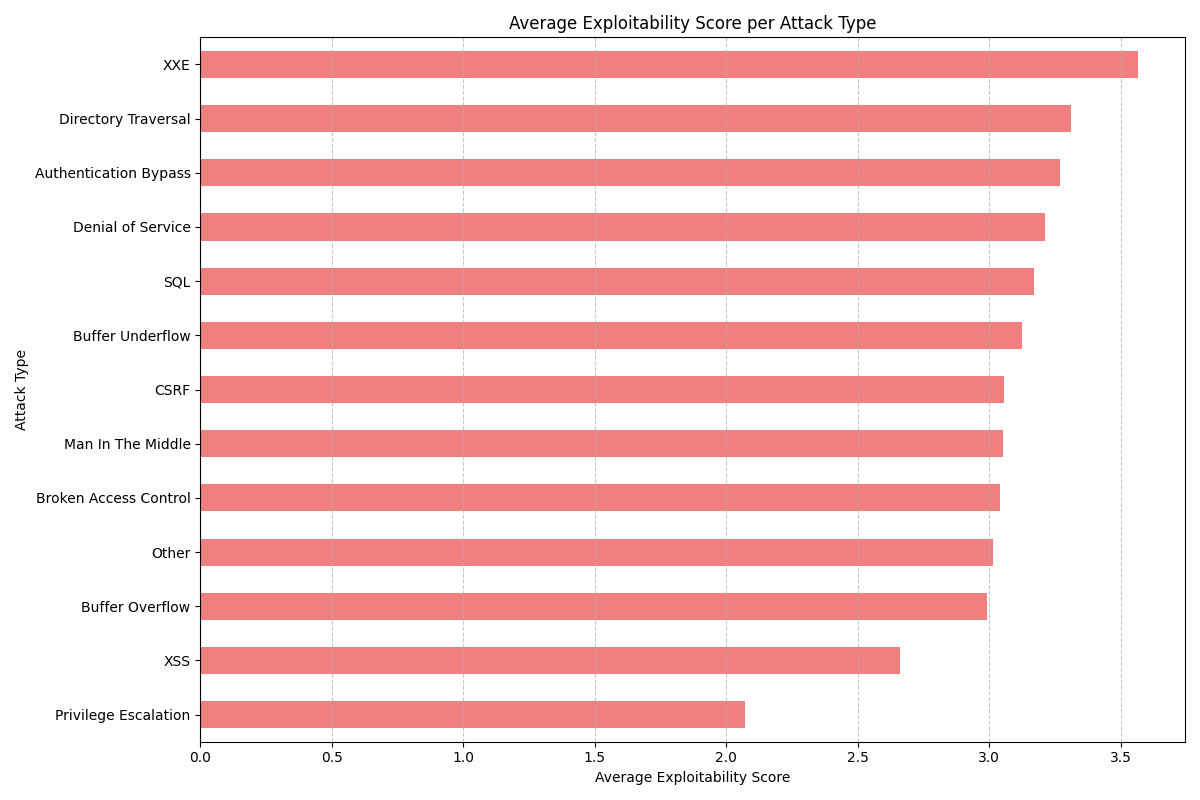 Average Exploitability Score per Attack Type
Attack Type
XXE
Directory Traversal
Authentication Bypass
Denial of Service
SQL
Buffer Underflow
CSRF
Man In The Middle
Broken Access Control
Other
Buffer Overflow
XSS
Privilege Escalation
0.0 0.5 1.0 1.5 2.0 2.5 3.0 3.5
Average Exploitability Score